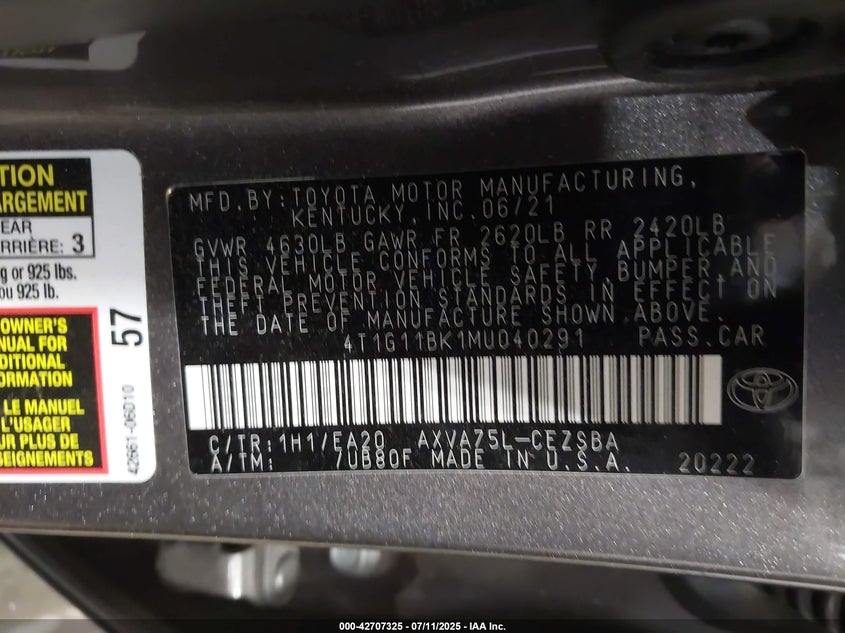 TION
ARGEMENT
EAR
RRIÈRE: 3
g or 925 lbs.
ou 925 lb.
OWNER'S
NUAL FOR
DITIONAL
ORMATION
LE MANUEL
L'USAGER
UR PLUS DE
SEIGNEMENTS
57
42661-06D10
MFD.BY:TOYOTA MOTOR MANUFACTURING,
KENTUCKY,INC.06/21
GVWR 4630LB GAWR FR 2620LB RR 2420LB
THIS VEHICLE CONFORMS TO ALL APPLICABLE
FEDERAL MOTOR VEHICLE SAFETY,BUMPER,AND
THEFT PREVENTION STANDARDS IN EFFECT ON
THE DATE OF MANUFACTURE SHOWN ABOVE.
4T1G11BK1MU040291 PASS.CAR
C/TR:1H1/EA20 AXVA75L-CEZSBA
A/TM: 7UB80F MADE IN U.S.A. 20222
000-42707325 - 07/11/2025 - IAA Inc.